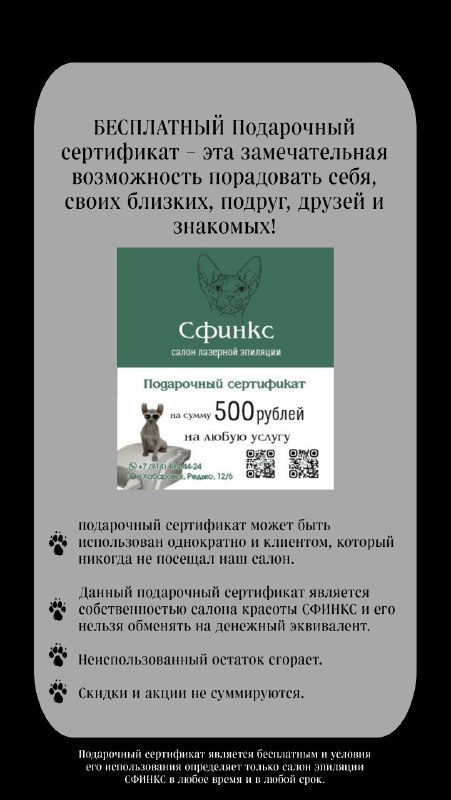 БЕСПЛАТНЫЙ Подарочный
сертификат – эта замечательная
возможность порадовать себя,
своих близких, подруг, друзей и
знакомых!
Сфинкс
салон лазерной эпиляции
Подарочный сертификат
на сумму 500 рублей
на любую услугу
г. Хабаровск, Редько, 12/6
подарочный сертификат может быть
использован однократно и клиентом, который
никогда не посещал наш салон.
Данный подарочный сертификат является
собственностью салона красоты СФИНКС и его
нельзя обменять на денежный эквивалент.
Неиспользованный остаток сгорает.
Скидки и акции не суммируются.
Подарочный сертификат является бесплатным и условия
его использования определяет только салон эпиляции
СФИНКС в любое время и в любой срок.